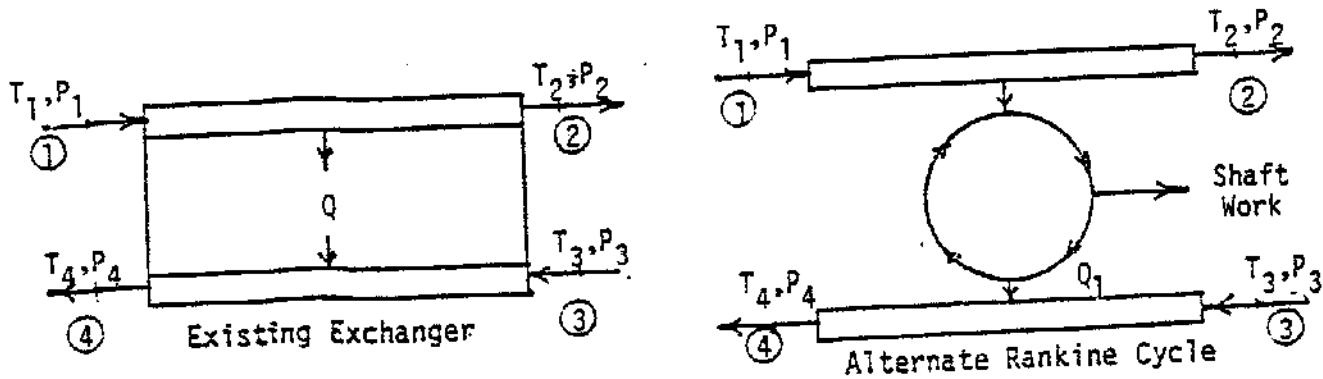 T1,P1
①
T2,P2
②
Q
T4,P4
④
T3,P3
③
Existing Exchanger
T1,P1
①
T2,P2
②
Shaft
Work
Q1
T4,P4
④
T3,P3
③
Alternate Rankine Cycle